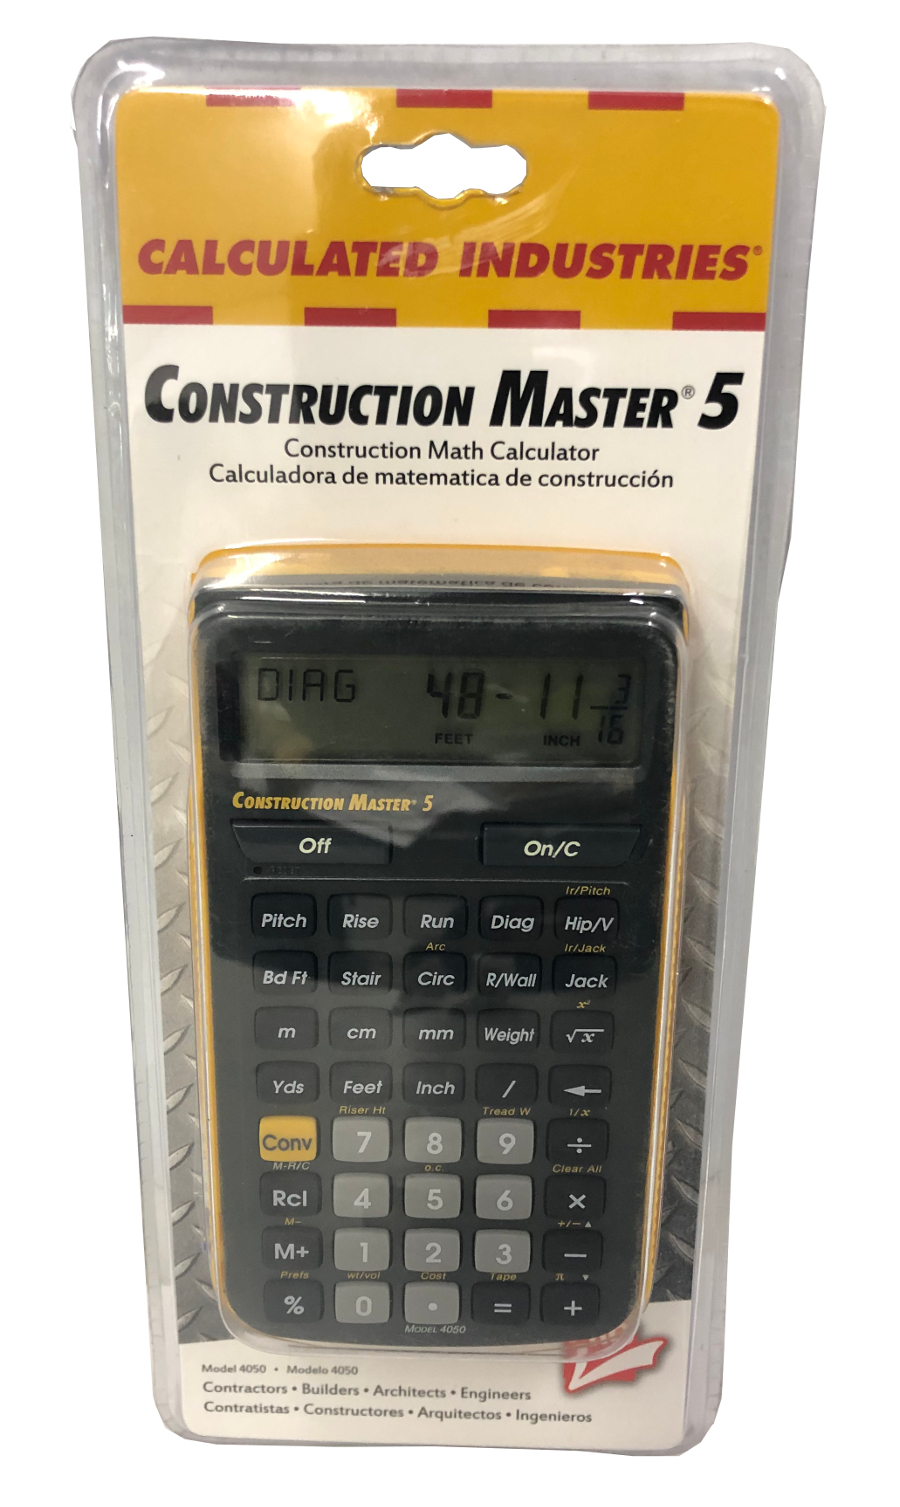 CALCULATED INDUSTRIES®
CONSTRUCTION MASTER® 5
Construction Math Calculator
Calculadora de matematica de construcción
DIAG 48-11 3/16
FEET INCH
CONSTRUCTION MASTER® 5
Off On/C
Ir/Pitch
Pitch Rise Run Diag Hip/V
Arc Ir/Jack
Bd Ft Stair Circ R/Wall Jack
x²
m cm mm Weight √x
Yds Feet Inch / ←
Riser Ht Tread W 1/x
Conv 7 8 9 ÷
M-R/C o.c. Clear All
Rcl 4 5 6 ×
M− +/− ▲
M+ 1 2 3 −
Prefs wt/vol Cost Tape π ▼
% 0 • = +
MODEL 4050
Model 4050 • Modelo 4050
Contractors • Builders • Architects • Engineers
Contratistas • Constructores • Arquitectos • Ingenieros